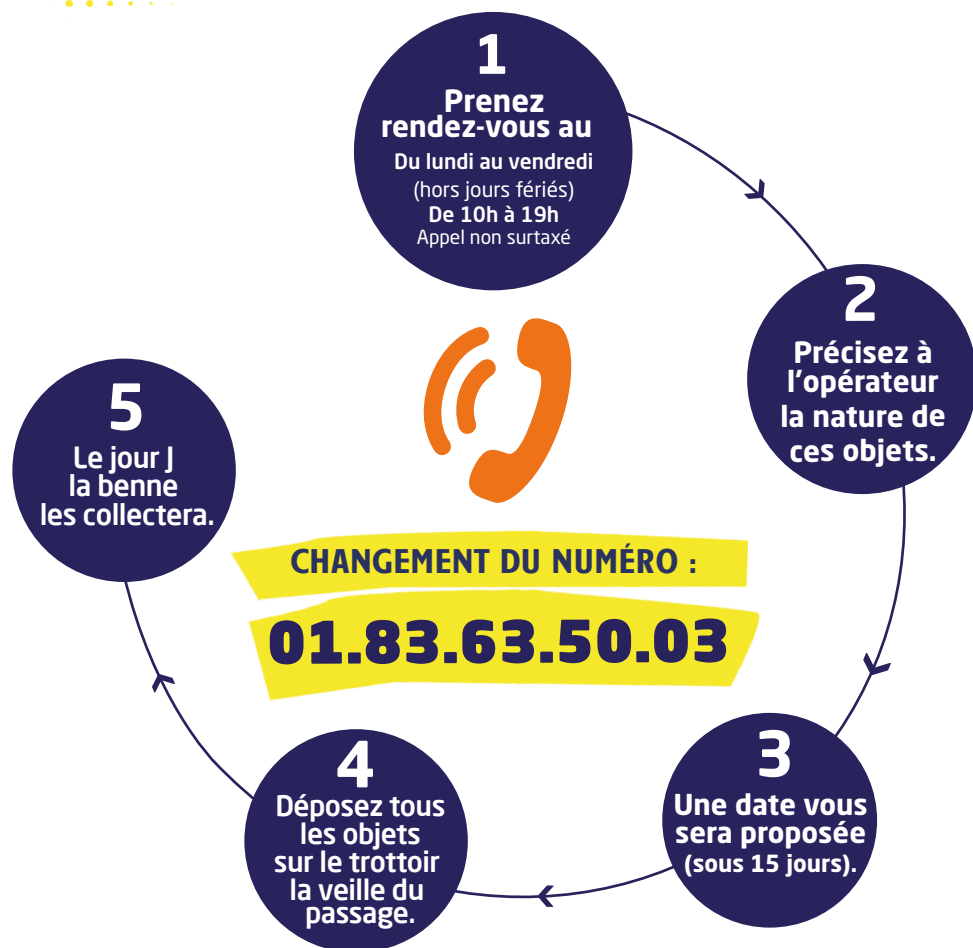 1
Prenez
rendez-vous au
Du lundi au vendredi
(hors jours fériés)
De 10h à 19h
Appel non surtaxé
2
Précisez à
l'opérateur
la nature de
ces objets.
3
Une date vous
sera proposée
(sous 15 jours).
4
Déposez tous
les objets
sur le trottoir
la veille du
passage.
5
Le jour J
la benne
les collectera.
CHANGEMENT DU NUMÉRO :
01.83.63.50.03